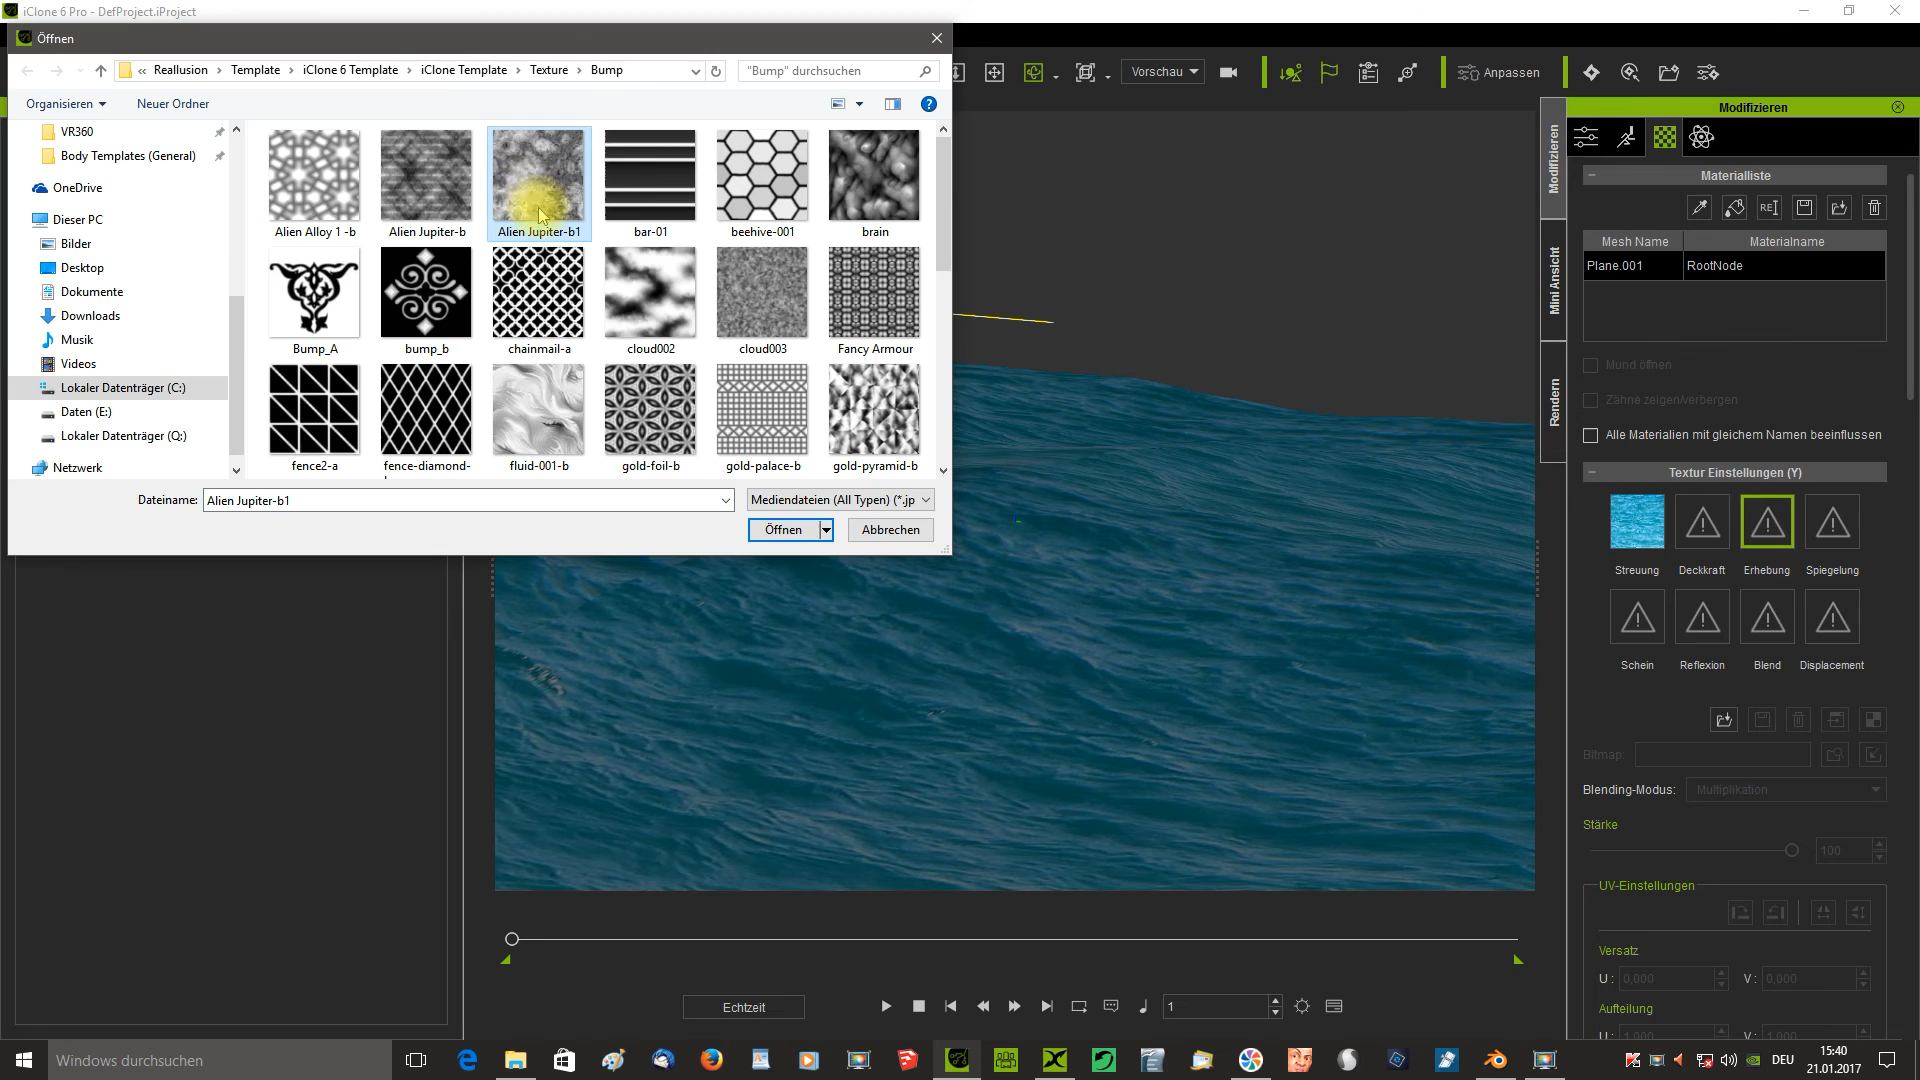 iClone 6 Pro - DefProject.iProject
Öffnen
« Reallusion › Template › iClone 6 Template › iClone Template › Texture › Bump
"Bump" durchsuchen
Organisieren
Neuer Ordner
VR360
Body Templates (General)
OneDrive
Dieser PC
Bilder
Desktop
Dokumente
Downloads
Musik
Videos
Lokaler Datenträger (C:)
Daten (E:)
Lokaler Datenträger (Q:)
Netzwerk
Alien Alloy 1 -b
Alien Jupiter-b
Alien Jupiter-b1
bar-01
beehive-001
brain
Bump_A
bump_b
chainmail-a
cloud002
cloud003
Fancy Armour
fence2-a
fence-diamond-
fluid-001-b
gold-foil-b
gold-palace-b
gold-pyramid-b
Dateiname:
Alien Jupiter-b1
Mediendateien (All Typen) (*.jp
Öffnen
Abbrechen
Vorschau
Anpassen
Modifizieren
Mini Ansicht
Rendern
Modifizieren
Materialliste
REI
Mesh Name
Materialname
Plane.001
RootNode
Mund öffnen
Zähne zeigen/verbergen
Alle Materialien mit gleichem Namen beeinflussen
Textur Einstellungen (Y)
Streuung
Deckkraft
Erhebung
Spiegelung
Schein
Reflexion
Blend
Displacement
Bitmap:
Blending-Modus:
Multiplikation
Stärke
100
UV-Einstellungen
Versatz
U : 0,000
V : 0,000
Aufteilung
U : 1,000
V : 1,000
Echtzeit
1
Windows durchsuchen
DEU
15:40
21.01.2017